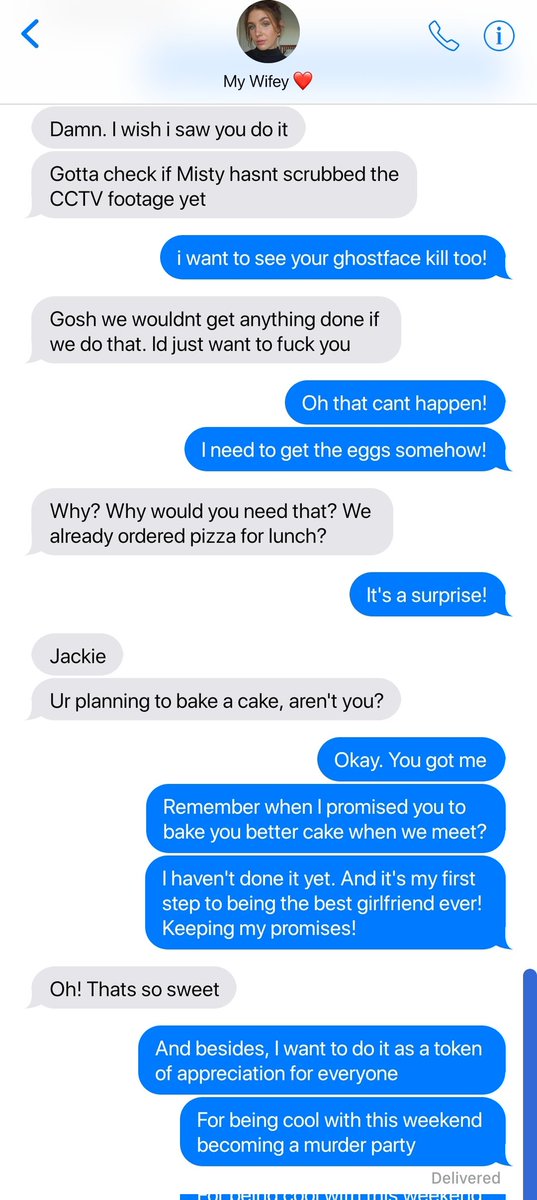 My Wifey ❤️
Damn. I wish i saw you do it
Gotta check if Misty hasnt scrubbed the
CCTV footage yet
i want to see your ghostface kill too!
Gosh we wouldnt get anything done if
we do that. Id just want to fuck you
Oh that cant happen!
I need to get the eggs somehow!
Why? Why would you need that? We
already ordered pizza for lunch?
It's a surprise!
Jackie
Ur planning to bake a cake, aren't you?
Okay. You got me
Remember when I promised you to
bake you better cake when we meet?
I haven't done it yet. And it's my first
step to being the best girlfriend ever!
Keeping my promises!
Oh! Thats so sweet
And besides, I want to do it as a token
of appreciation for everyone
For being cool with this weekend
becoming a murder party
Delivered
For being cool with this weekend